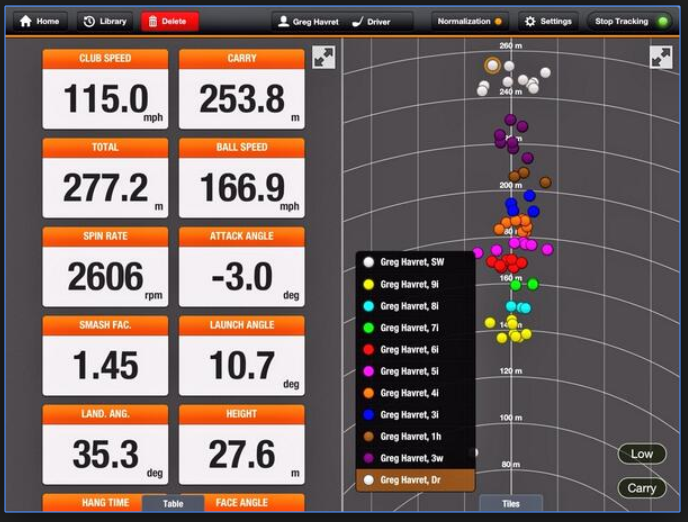 Home Library Delete Greg Havret Driver Normalization Settings Stop Tracking
CLUB SPEED CARRY
115.0 mph 253.8 m
TOTAL BALL SPEED
277.2 m 166.9 mph
SPIN RATE ATTACK ANGLE
2606 rpm -3.0 deg
SMASH FAC. LAUNCH ANGLE
1.45 10.7 deg
LAND. ANG. HEIGHT
35.3 deg 27.6 m
HANG TIME Table FACE ANGLE
260 m
240 m
200 m
160 m
120 m
100 m
80 m
Greg Havret, SW
Greg Havret, 9i
Greg Havret, 8i
Greg Havret, 7i
Greg Havret, 6i
Greg Havret, 5i
Greg Havret, 4i
Greg Havret, 3i
Greg Havret, 1h
Greg Havret, 3w
Greg Havret, Dr
Low
Carry
Tiles